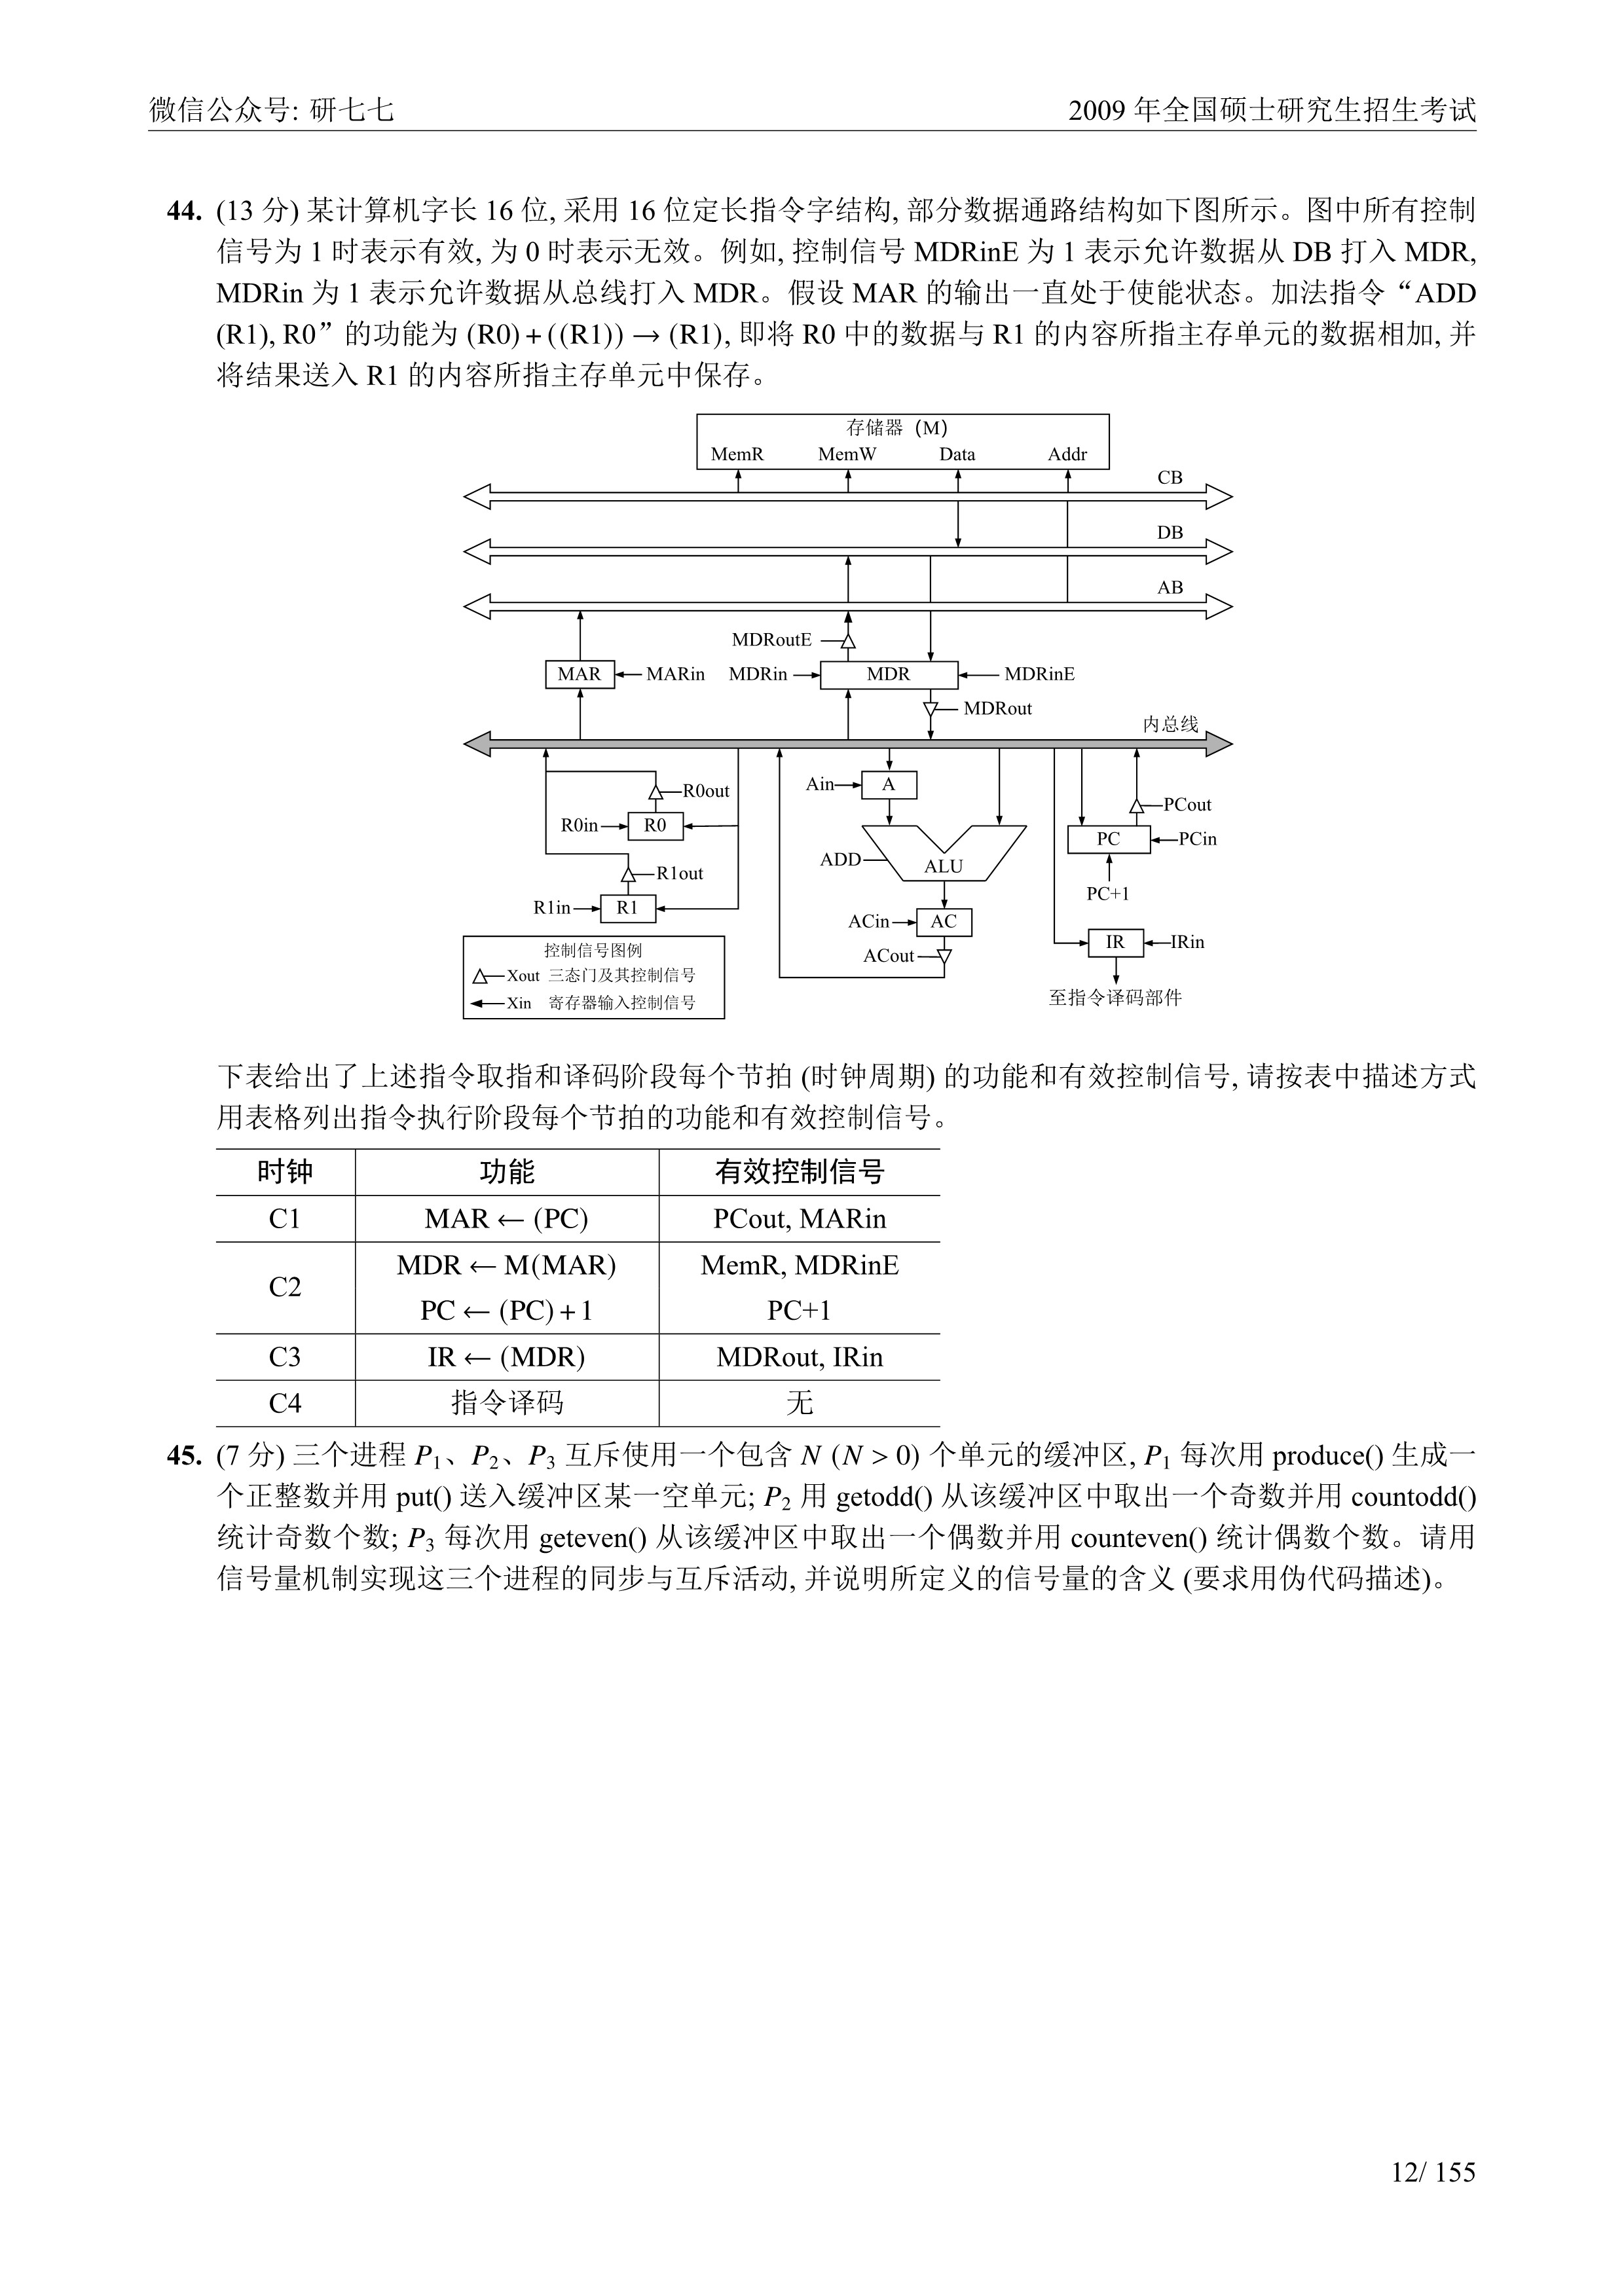 微信公众号: 研七七
2009 年全国硕士研究生招生考试
44. (13 分) 某计算机字长 16 位, 采用 16 位定长指令字结构, 部分数据通路结构如下图所示。图中所有控制
信号为 1 时表示有效, 为 0 时表示无效。例如, 控制信号 MDRinE 为 1 表示允许数据从 DB 打入 MDR,
MDRin 为 1 表示允许数据从总线打入 MDR。假设 MAR 的输出一直处于使能状态。加法指令“ADD
(R1), R0”的功能为 (R0) + ((R1)) → (R1), 即将 R0 中的数据与 R1 的内容所指主存单元的数据相加, 并
将结果送入 R1 的内容所指主存单元中保存。
存储器 (M)
MemR MemW Data Addr
CB
DB
AB
MDRoutE
MAR MARin MDRin MDR MDRinE
MDRout
内总线
R0out Ain A PCout
R0in R0 PC PCin
ADD ALU
R1out PC+1
R1in R1 ACin AC IR IRin
控制信号图例 ACout
Xout 三态门及其控制信号
Xin 寄存器输入控制信号
至指令译码部件
下表给出了上述指令取指和译码阶段每个节拍 (时钟周期) 的功能和有效控制信号, 请按表中描述方式
用表格列出指令执行阶段每个节拍的功能和有效控制信号。
时钟 功能 有效控制信号
C1 MAR ← (PC) PCout, MARin
C2 MDR ← M(MAR) MemR, MDRinE
PC ← (PC) + 1 PC+1
C3 IR ← (MDR) MDRout, IRin
C4 指令译码 无
45. (7 分) 三个进程 P1、P2、P3 互斥使用一个包含 N (N > 0) 个单元的缓冲区, P1 每次用 produce() 生成一
个正整数并用 put() 送入缓冲区某一空单元; P2 用 getodd() 从该缓冲区中取出一个奇数并用 countodd()
统计奇数个数; P3 每次用 geteven() 从该缓冲区中取出一个偶数并用 counteven() 统计偶数个数。请用
信号量机制实现这三个进程的同步与互斥活动, 并说明所定义的信号量的含义 (要求用伪代码描述)。
12/ 155